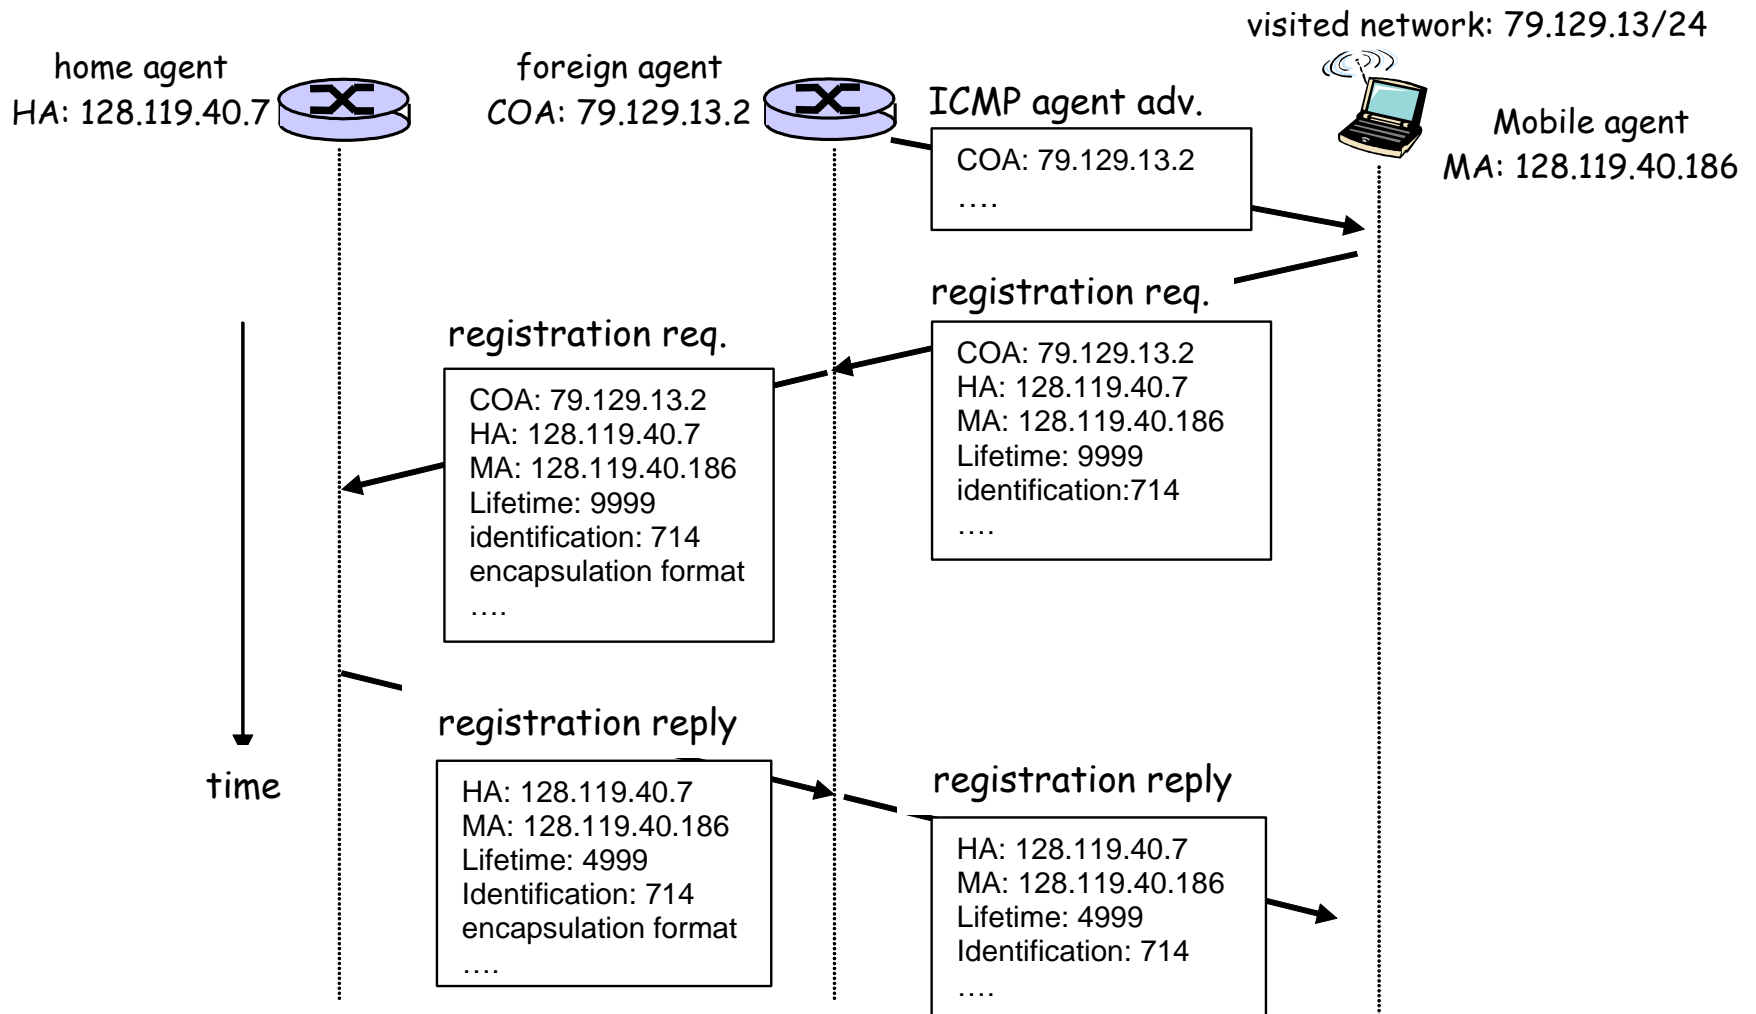 visited network: 79.129.13/24
home agent
HA: 128.119.40.7
foreign agent
COA: 79.129.13.2
ICMP agent adv.
Mobile agent
MA: 128.119.40.186
COA: 79.129.13.2
….
registration req.
COA: 79.129.13.2
HA: 128.119.40.7
MA: 128.119.40.186
Lifetime: 9999
identification:714
….
registration req.
COA: 79.129.13.2
HA: 128.119.40.7
MA: 128.119.40.186
Lifetime: 9999
identification: 714
encapsulation format
….
time
registration reply
HA: 128.119.40.7
MA: 128.119.40.186
Lifetime: 4999
Identification: 714
encapsulation format
….
registration reply
HA: 128.119.40.7
MA: 128.119.40.186
Lifetime: 4999
Identification: 714
….